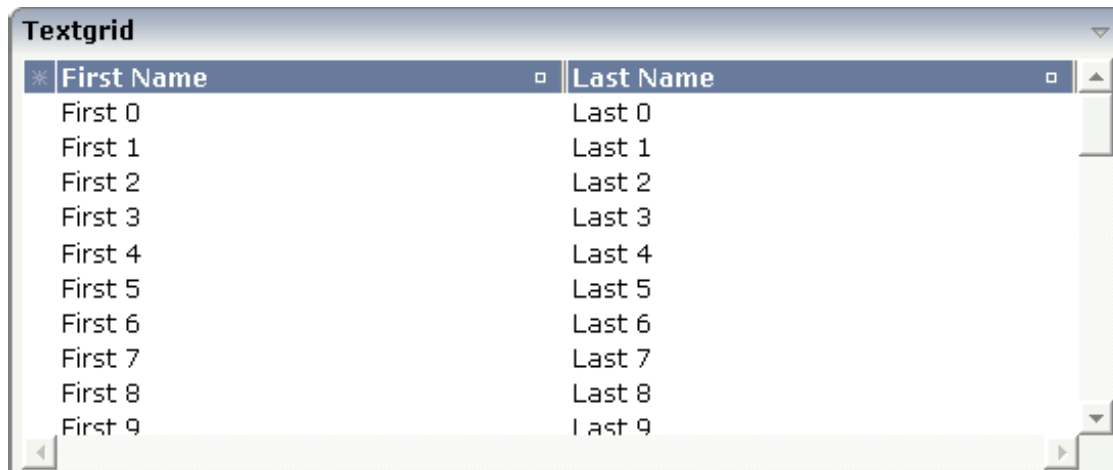 Textgrid
First Name Last Name
First 0 Last 0
First 1 Last 1
First 2 Last 2
First 3 Last 3
First 4 Last 4
First 5 Last 5
First 6 Last 6
First 7 Last 7
First 8 Last 8
First 9 Last 9